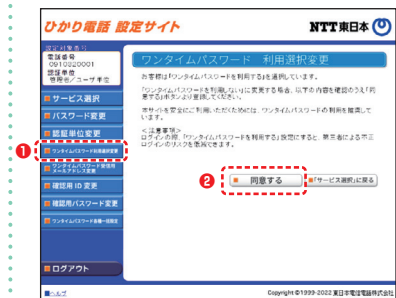 ひかり電話 設定サイト
NTT東日本
設定対象番号
電話番号
0910020001
認証単位
管理者/ユーザ単位
サービス選択
パスワード変更
認証単位変更
1
ワンタイムパスワード利用選択変更
ワンタイムパスワード受信用
メールアドレス変更
確認用 ID 変更
確認用パスワード変更
ワンタイムパスワード各種一括設定
ログアウト
ヘルプ
ワンタイムパスワード 利用選択変更
お客様は「ワンタイムパスワードを利用する」を選択しています。
「ワンタイムパスワードを利用しない」に変更する場合、以下の内容を確認のうえ「同
意する」ボタンより登録してください。
本サイトを安全にご利用いただくためには、ワンタイムパスワードの利用を推奨して
います。
<注意事項>
ログインの際、「ワンタイムパスワードを利用する」設定にすると、第三者による不正
ログインのリスクを低減できます。
2
同意する
「サービス選択」に戻る
Copyright © 1999-2022 東日本電信電話株式会社